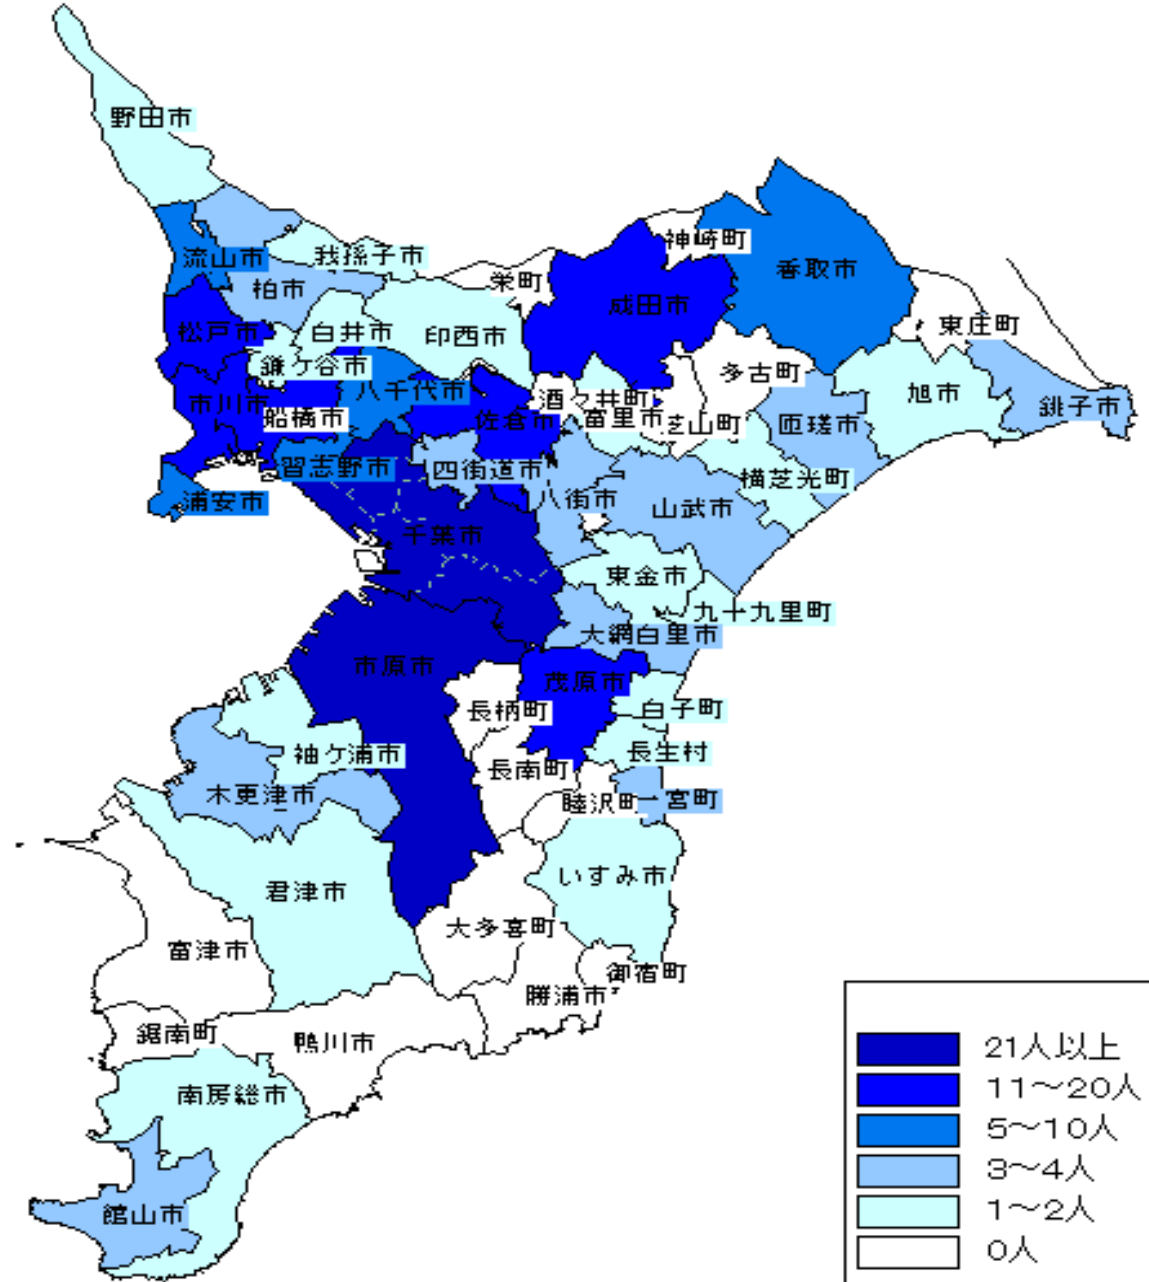 野田市
流山市
我孫子市
柏市
栄町
神崎町
香取市
成田市
東庄町
松戸市
白井市
印西市
鎌ケ谷市
多古町
八千代市
酒々井町
旭市
銚子市
市川市
船橋市
佐倉市
富里市
芝山町
匝瑳市
習志野市
四街道市
横芝光町
浦安市
八街市
山武市
千葉市
東金市
九十九里町
大網白里市
市原市
茂原市
長柄町
白子町
袖ケ浦市
長生村
長南町
木更津市
睦沢町
一宮町
君津市
いすみ市
大多喜町
富津市
御宿町
勝浦市
鋸南町
鴨川市
南房総市
館山市
21人以上
11～20人
5～10人
3～4人
1～2人
0人